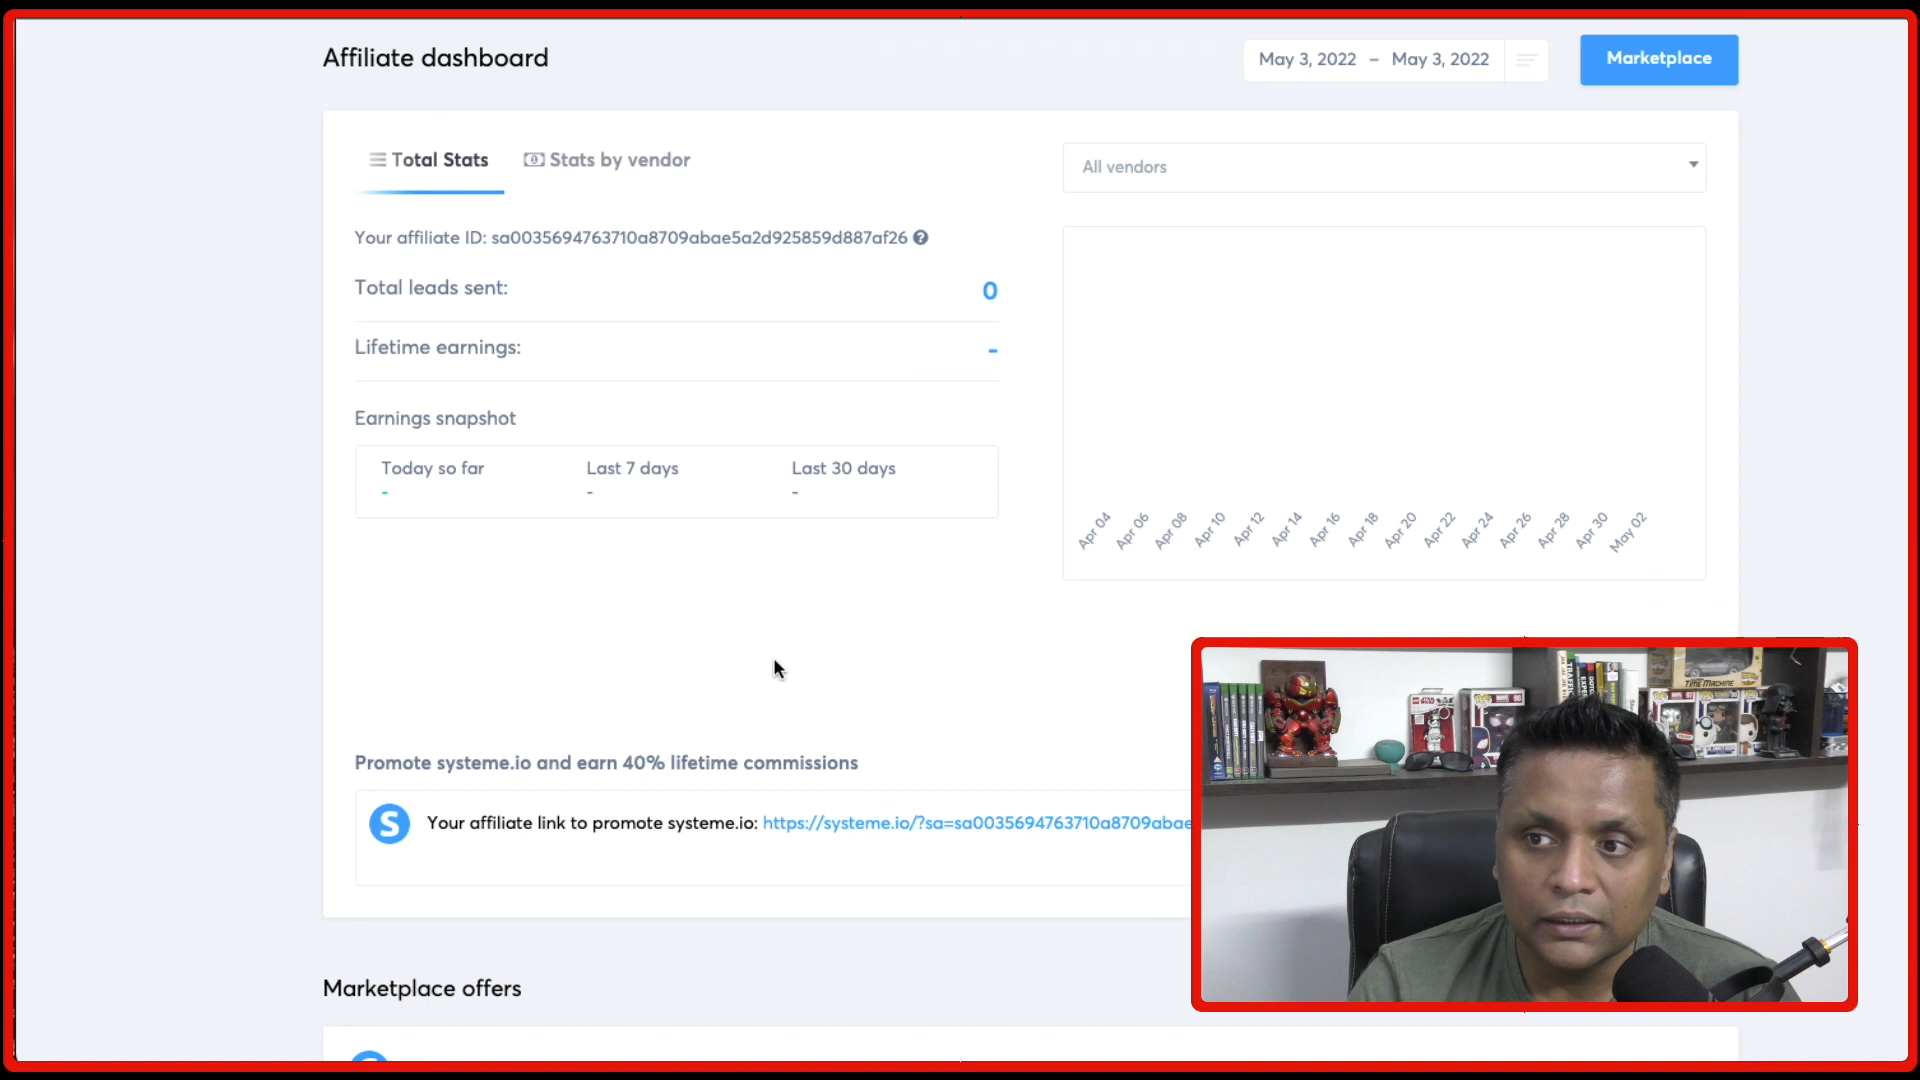 Affiliate dashboard
May 3, 2022 – May 3, 2022
Marketplace
Total Stats
Stats by vendor
All vendors
Your affiliate ID: sa0035694763710a8709abae5a2d925859d887af26
Total leads sent:
0
Lifetime earnings:
-
Earnings snapshot
Today so far
Last 7 days
Last 30 days
-
-
-
Apr 04
Apr 06
Apr 08
Apr 10
Apr 12
Apr 14
Apr 16
Apr 18
Apr 20
Apr 22
Apr 24
Apr 26
Apr 28
Apr 30
May 02
Promote systeme.io and earn 40% lifetime commissions
S
Your affiliate link to promote systeme.io: https://systeme.io/?sa=sa0035694763710a8709abae
TIME MACHINE
STAR WARS
Marketplace offers